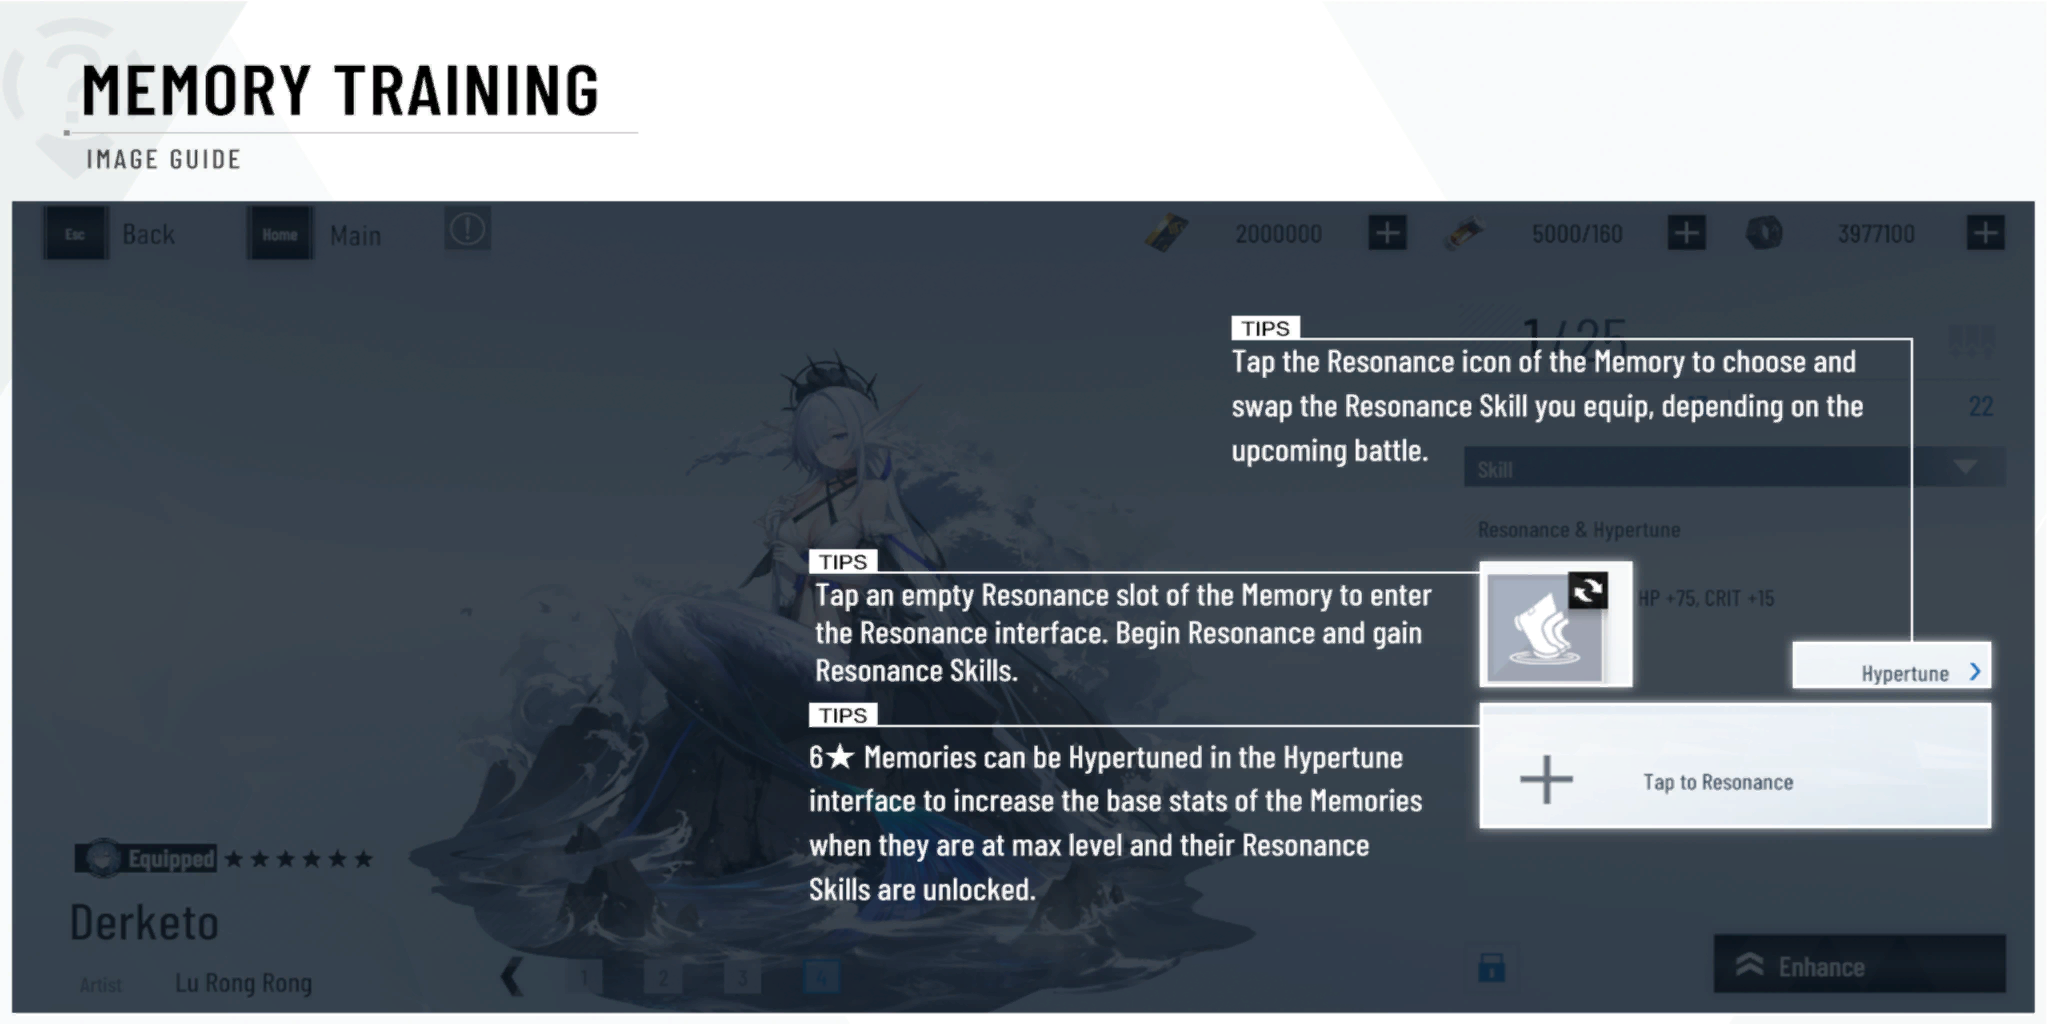 MEMORY TRAINING
IMAGE GUIDE
Esc Back Home Main
2000000 5000/160 3977100
1/25
TIPS
Tap the Resonance icon of the Memory to choose and
swap the Resonance Skill you equip, depending on the
upcoming battle.
22
Skill
Resonance & Hypertune
TIPS
Tap an empty Resonance slot of the Memory to enter
the Resonance interface. Begin Resonance and gain
Resonance Skills.
HP +75, CRIT +15
Hypertune
TIPS
6★ Memories can be Hypertuned in the Hypertune
interface to increase the base stats of the Memories
when they are at max level and their Resonance
Skills are unlocked.
Tap to Resonance
Equipped ★★★★★★
Derketo
Artist Lu Rong Rong
1 2 3 4
Enhance